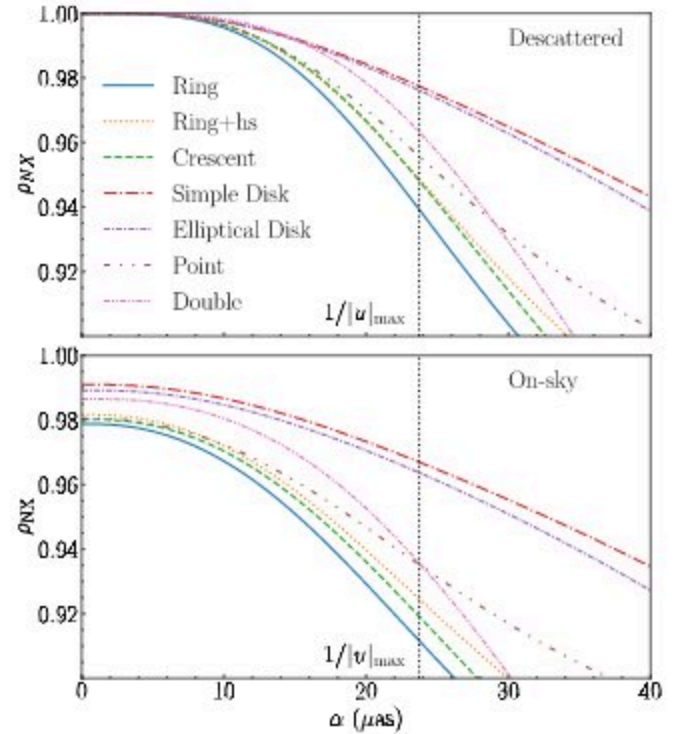 1.00
0.98
0.96
0.94
0.92
ρNX
Descattered
Ring
Ring+hs
Crescent
Simple Disk
Elliptical Disk
Point
Double
1/|u|max
1.00
0.98
0.96
0.94
0.92
ρNX
On-sky
1/|u|max
0 10 20 30 40
α (μAS)